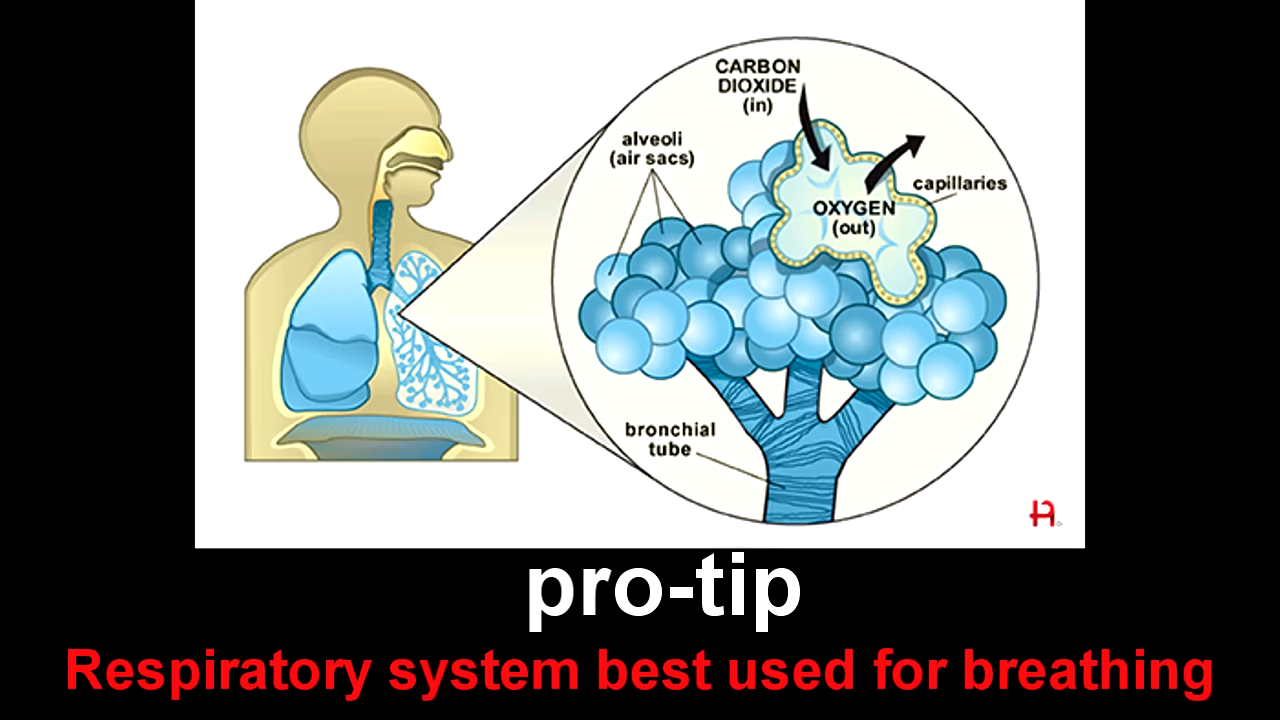 CARBON
DIOXIDE
(in)
alveoli
(air sacs)
capillaries
OXYGEN
(out)
bronchial
tube
pro-tip
Respiratory system best used for breathing